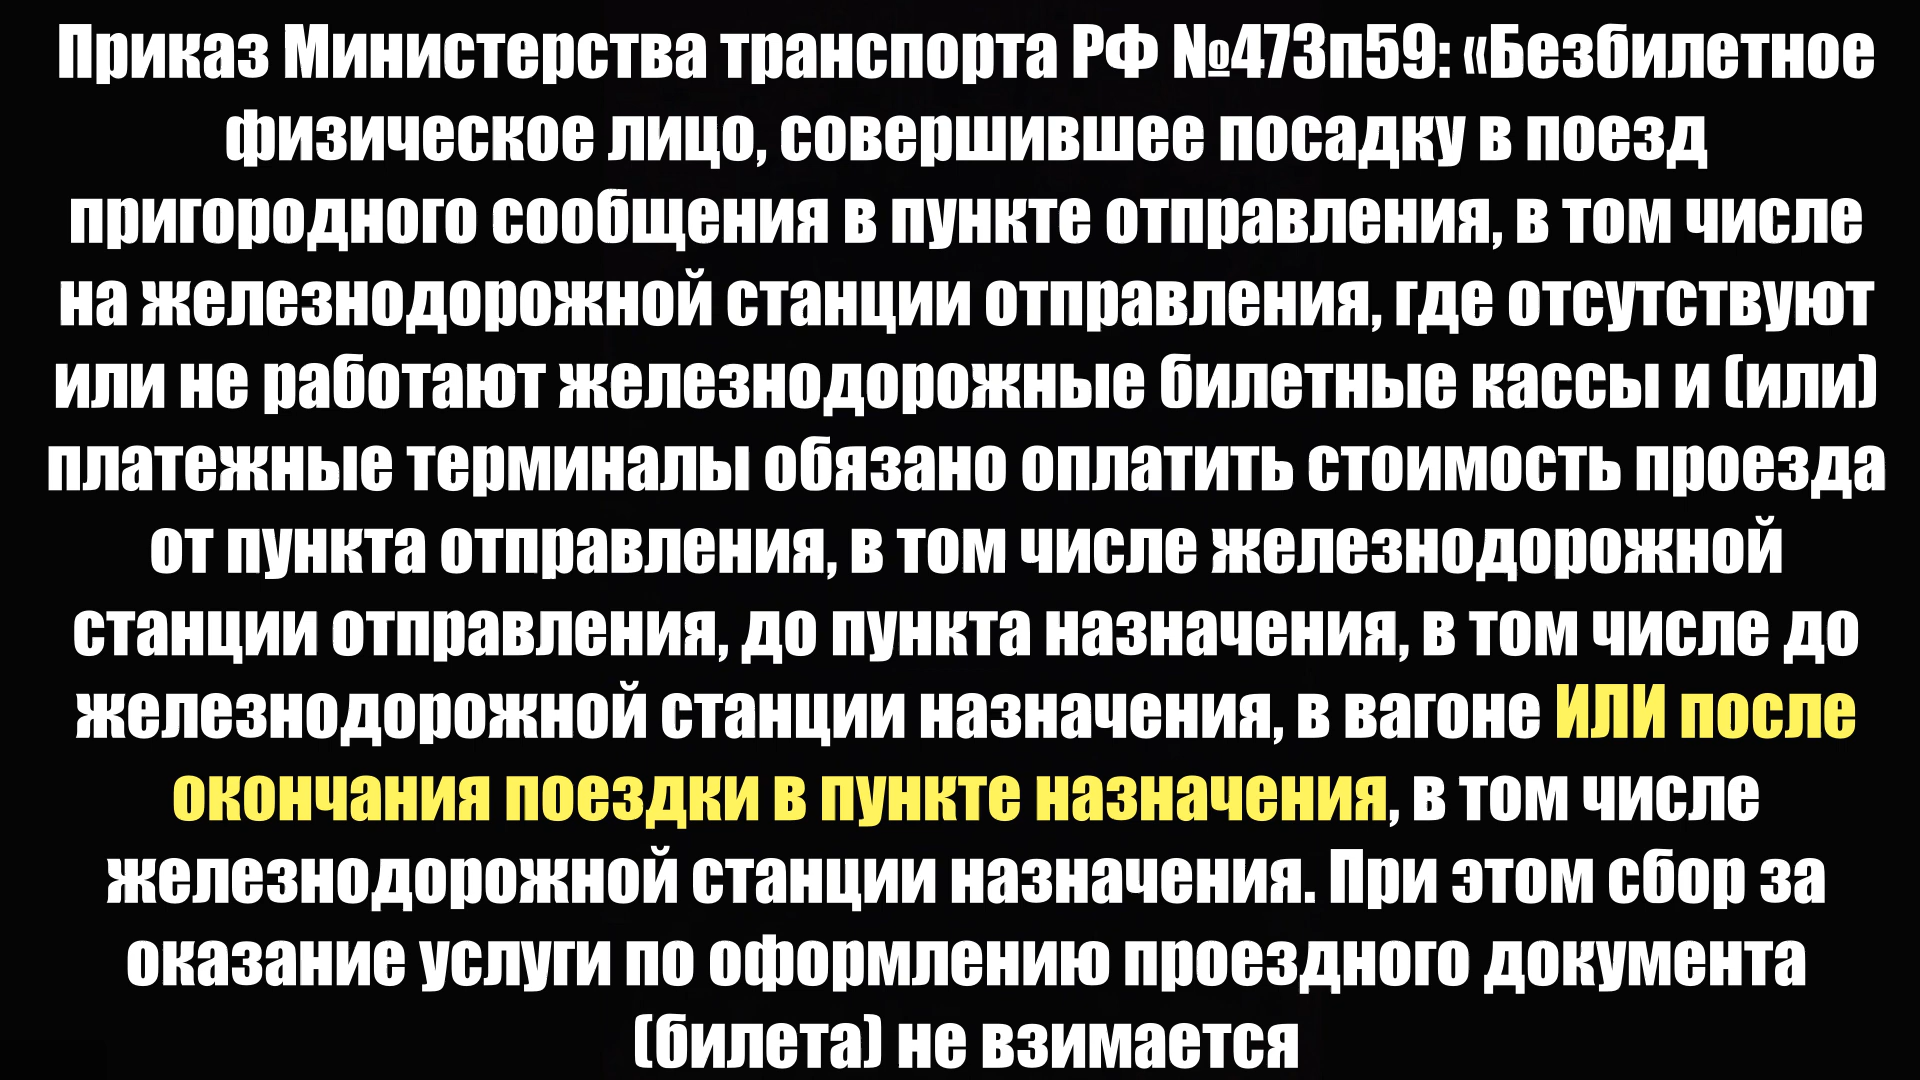 Приказ Министерства транспорта РФ №473п59: «Безбилетное
физическое лицо, совершившее посадку в поезд
пригородного сообщения в пункте отправления, в том числе
на железнодорожной станции отправления, где отсутствуют
или не работают железнодорожные билетные кассы и (или)
платежные терминалы обязано оплатить стоимость проезда
от пункта отправления, в том числе железнодорожной
станции отправления, до пункта назначения, в том числе до
железнодорожной станции назначения, в вагоне ИЛИ после
окончания поездки в пункте назначения, в том числе
железнодорожной станции назначения. При этом сбор за
оказание услуги по оформлению проездного документа
(билета) не взимается